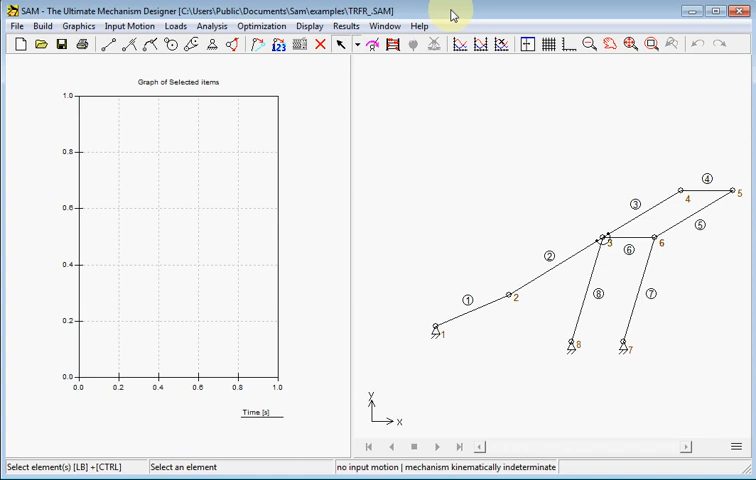 SAM - The Ultimate Mechanism Designer [C:\Users\Public\Documents\Sam\examples\TRFR_.SAM]
File Build Graphics Input Motion Loads Analysis Optimization Display Results Window Help
123
Graph of Selected items
1.0
0.8
0.6
0.4
0.2
0.0
0.0 0.2 0.4 0.6 0.8 1.0
Time [s]
4
5
4
3
5
3
6
6
2
1
2
8
7
1
8
7
y
x
Select element(s) [LB] +[CTRL]
Select an element
no input motion | mechanism kinematically indeterminate